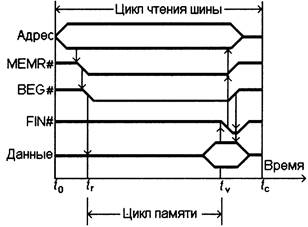 Цикл чтения шины
Адрес
MEMR#
BEG#
FIN#
Данные
Время
t0 tr tv tc
Цикл памяти